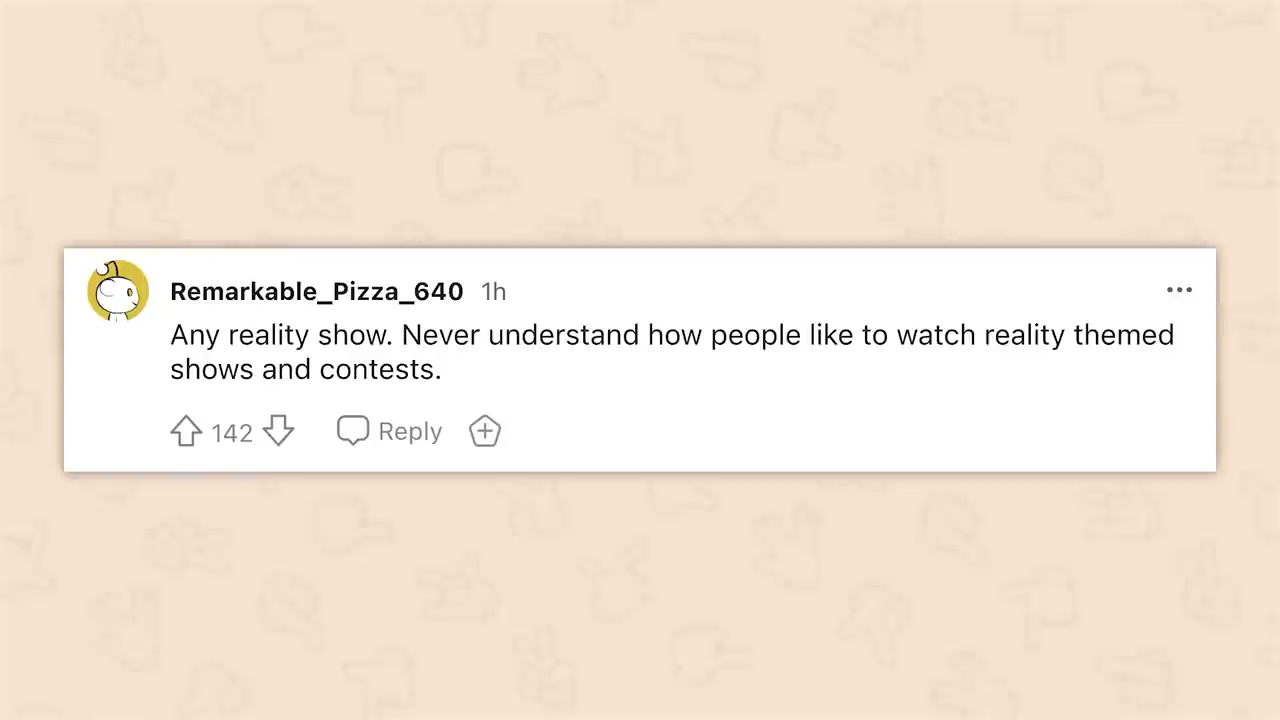 Remarkable_Pizza_640 1h
Any reality show. Never understand how people like to watch reality themed
shows and contests.
142 Reply